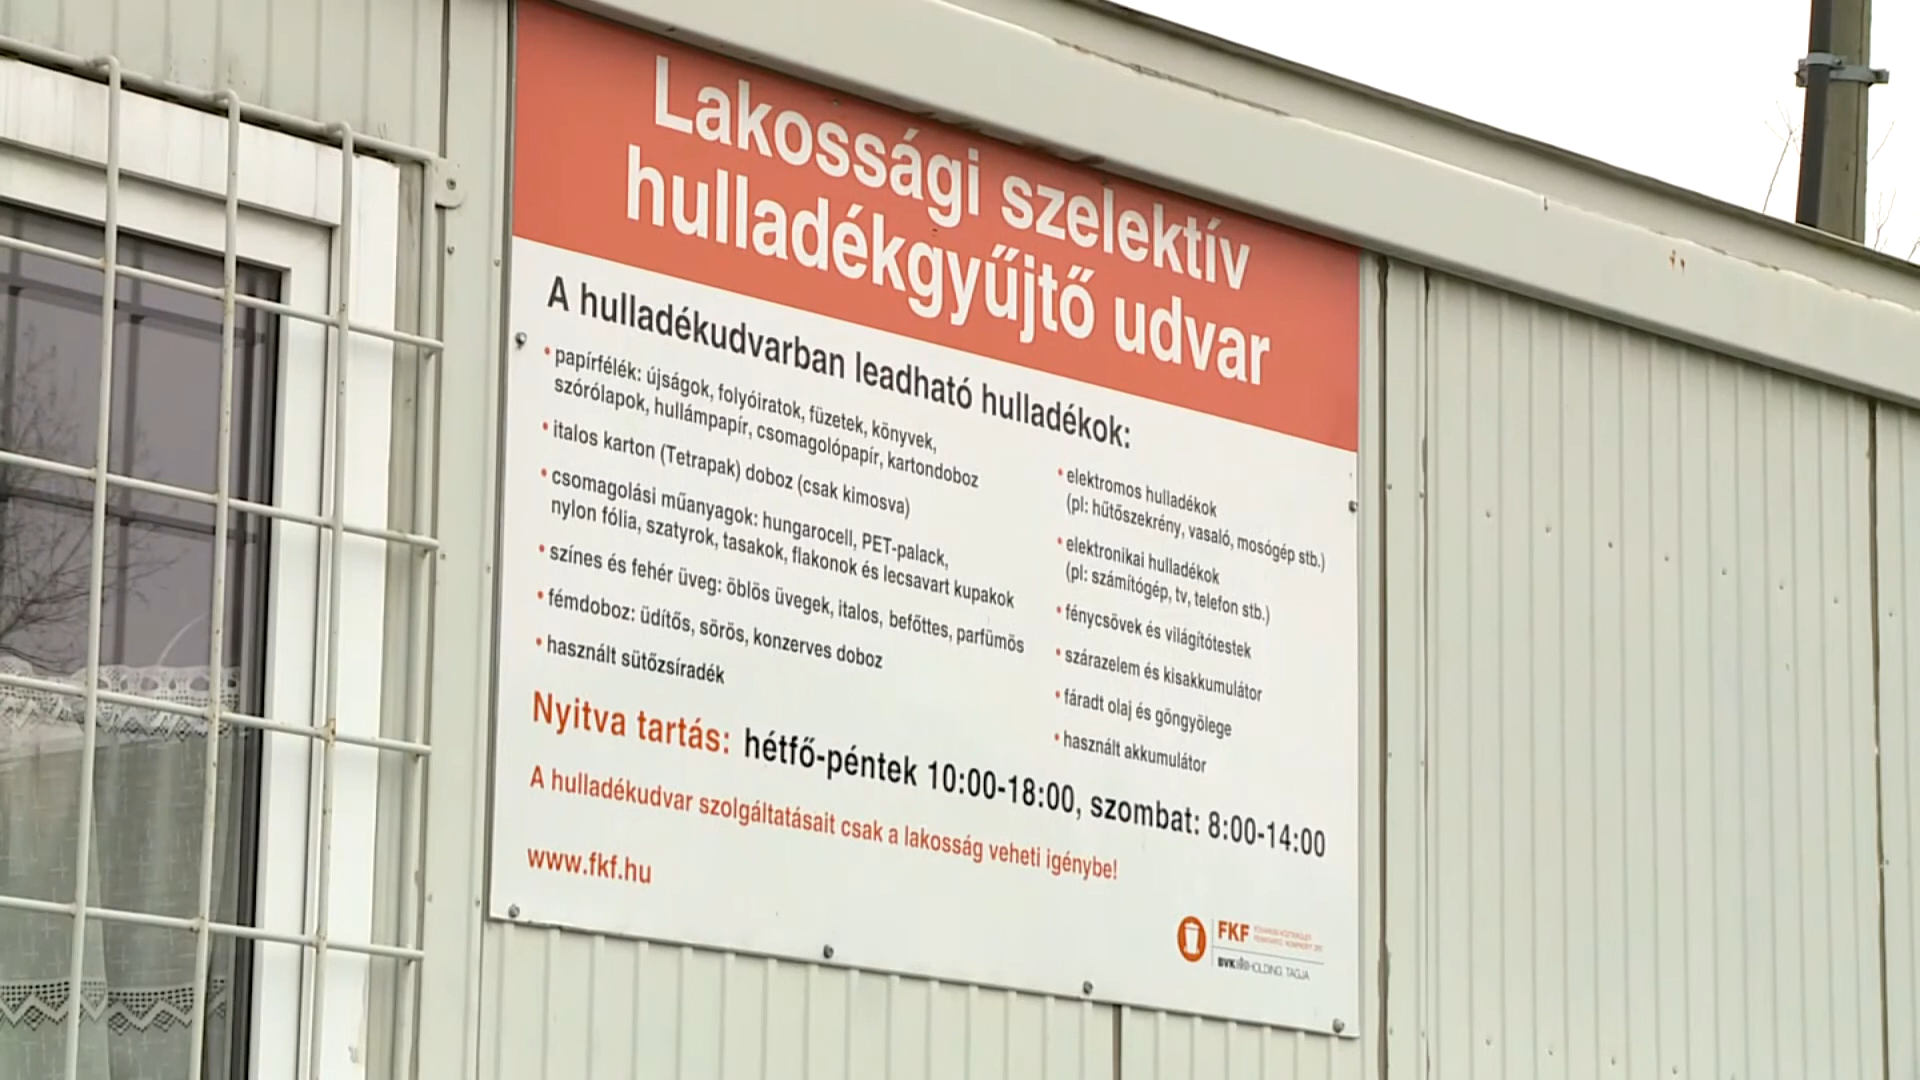 Lakossági szelektív
hulladékgyűjtő udvar
A hulladékudvarban leadható hulladékok:
• papírfélék: újságok, folyóiratok, füzetek, könyvek,
szórólapok, hullámpapír, csomagolópapír, kartondoboz
• italos karton (Tetrapak) doboz (csak kimosva)
• csomagolási műanyagok: hungarocell, PET-palack,
nylon fólia, szatyrok, tasakok, flakonok és lecsavart kupakok
• színes és fehér üveg: öblös üvegek, italos, befőttes, parfümös
• fémdoboz: üdítős, sörös, konzerves doboz
• használt sütőzsíradék
• elektromos hulladékok
(pl: hűtőszekrény, vasaló, mosógép stb.)
• elektronikai hulladékok
(pl: számítógép, tv, telefon stb.)
• fénycsövek és világítótestek
• szárazelem és kisakkumulátor
• fáradt olaj és göngyölege
• használt akkumulátor
Nyitva tartás: hétfő-péntek 10:00-18:00, szombat: 8:00-14:00
A hulladékudvar szolgáltatásait csak a lakosság veheti igénybe!
www.fkf.hu
FKF
BVK HOLDING TAGJA